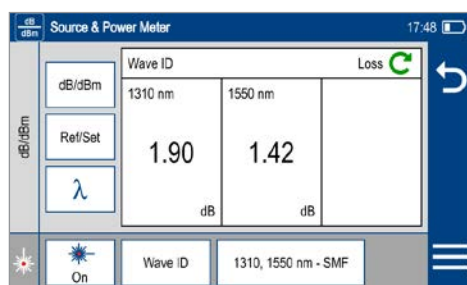 dB
dBm
Source & Power Meter
17:48
dB/dBm
dB/dBm
Ref/Set
λ
Wave ID
Loss
1310 nm
1550 nm
1.90
1.42
dB
dB
On
Wave ID
1310, 1550 nm - SMF